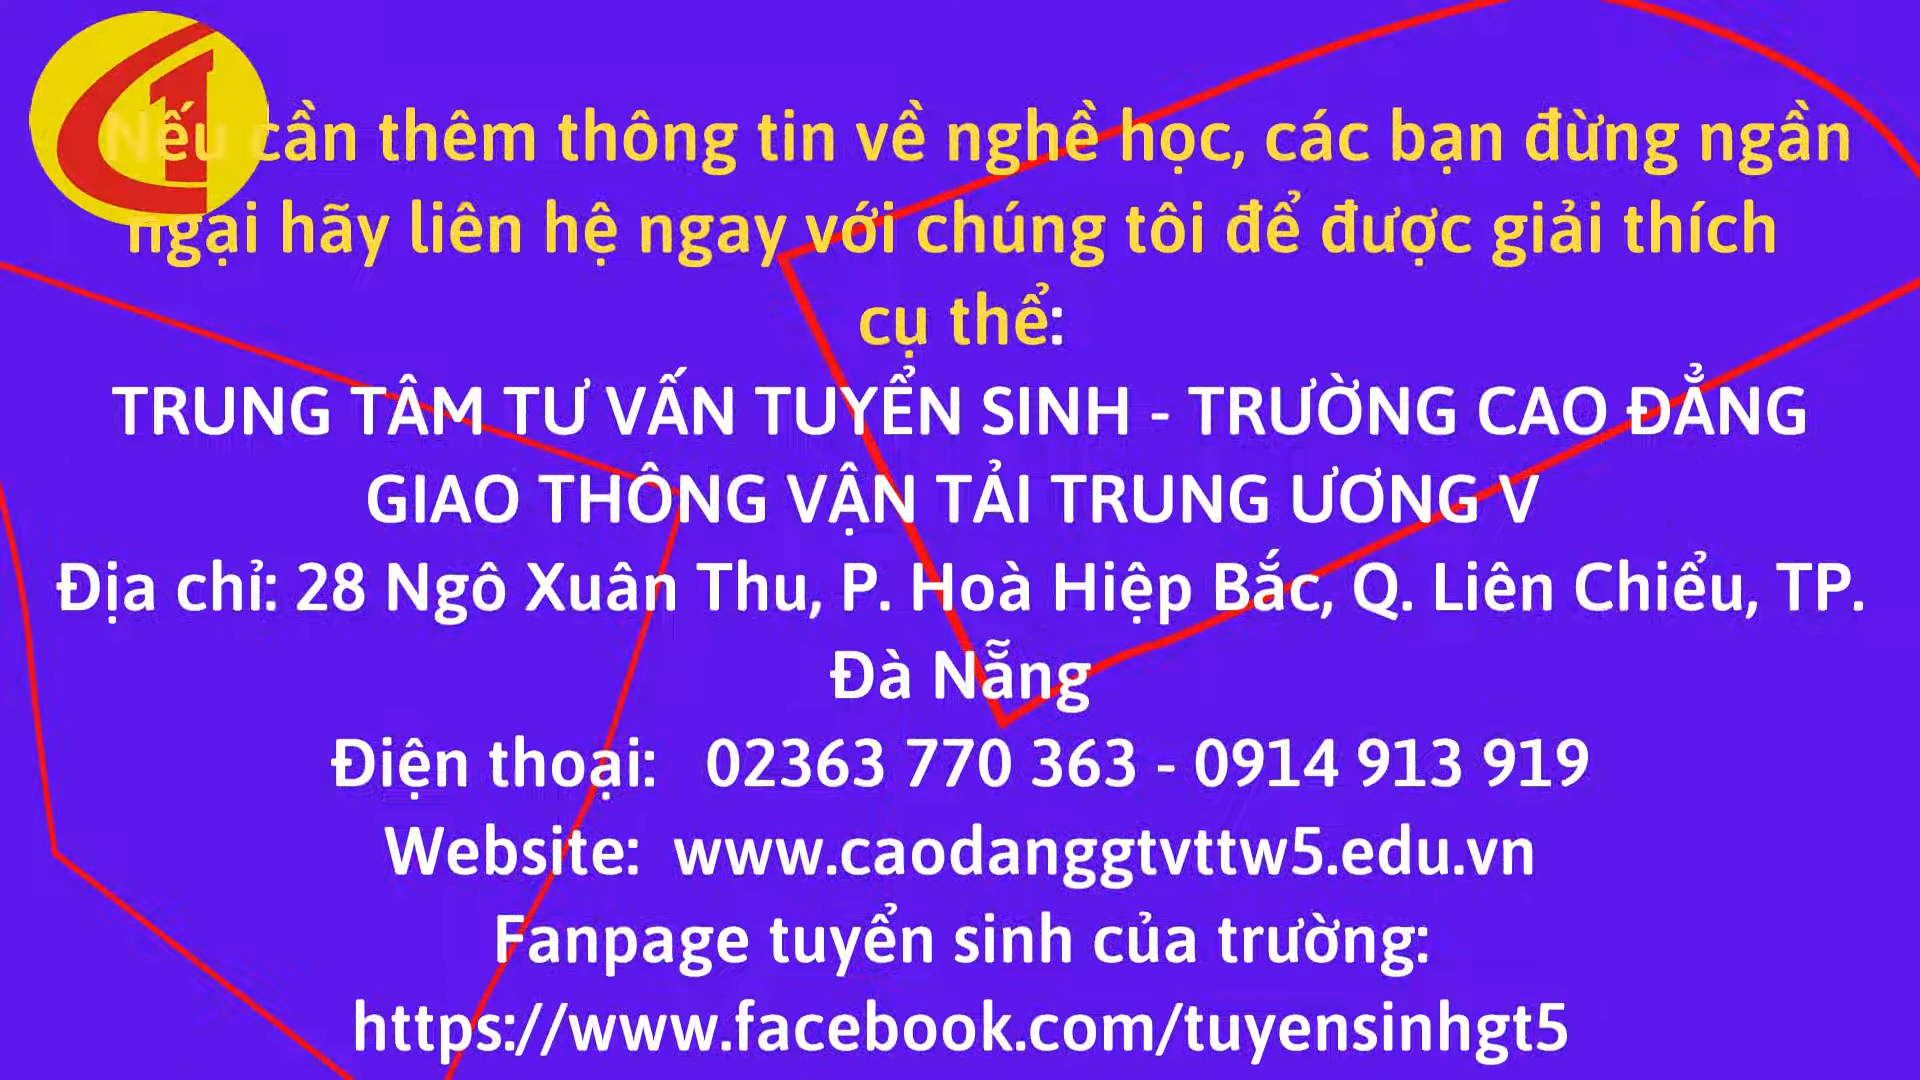 Nếu cần thêm thông tin về nghề học, các bạn đừng ngần
ngại hãy liên hệ ngay với chúng tôi để được giải thích
cụ thể:
TRUNG TÂM TƯ VẤN TUYỂN SINH - TRƯỜNG CAO ĐẲNG
GIAO THÔNG VẬN TẢI TRUNG ƯƠNG V
Địa chỉ: 28 Ngô Xuân Thu, P. Hoà Hiệp Bắc, Q. Liên Chiểu, TP.
Đà Nẵng
Điện thoại: 02363 770 363 - 0914 913 919
Website: www.caodanggtvttw5.edu.vn
Fanpage tuyển sinh của trường:
https://www.facebook.com/tuyensinhgt5